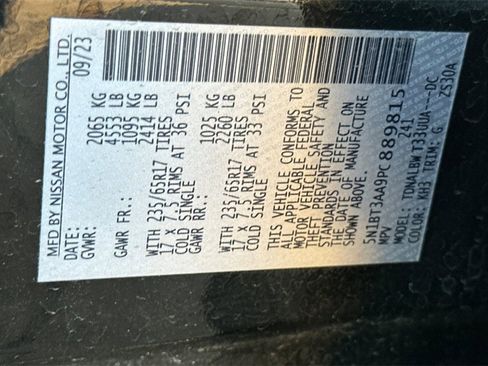 MFD BY NISSAN MOTOR CO., LTD.
DATE: 09/23
GVWR: 2065 KG
4553 LB
GAWR FR.: 1095 KG
2414 LB
WITH 235/65R17 TIRES
17 X 7.5 RIMS AT 36 PSI
COLD SINGLE
GAWR RR: 1025 KG
2260 LB
WITH 235/65R17 TIRES
17 X 7.5 RIMS AT 33 PSI
COLD SINGLE
THIS VEHICLE CONFORMS TO
ALL APPLICABLE FEDERAL
MOTOR VEHICLE SAFETY AND
THEFT PREVENTION
STANDARDS IN EFFECT ON
THE DATE OF MANUFACTURE
SHOWN ABOVE
5N1BT3AA9PC889815
MPV 241
MODEL: TDNALBWT33UUA---DC
COLOR: KH3 TRIM: G ZS30A